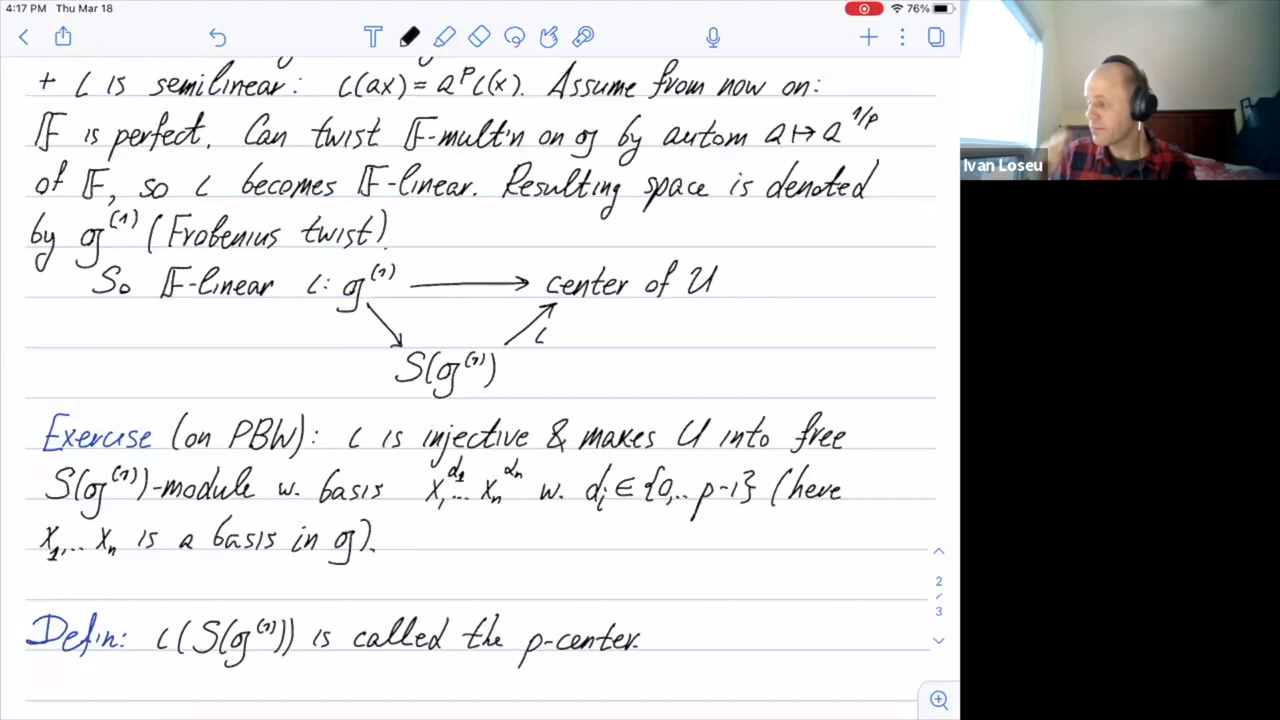 4:17 PM Thu Mar 18
76%
+ ι is semilinear: ι(ax) = a^p ι(x). Assume from now on:
𝔽 is perfect. Can twist 𝔽-mult'n on 𝔤 by autom a ↦ a^{1/p}
of 𝔽, so ι becomes 𝔽-linear. Resulting space is denoted
by 𝔤^{(1)} (Frobenius twist).
So 𝔽-linear ι: 𝔤^{(1)} ⟶ center of U
ι
S(𝔤^{(1)})
Exercise (on PBW): ι is injective & makes U into free
S(𝔤^{(1)})-module w. basis x_1^{d_1}... x_n^{d_n} w. d_i ∈ {0,.. p-1} (here
x_1,... x_n is a basis in 𝔤).
Defin: ι(S(𝔤^{(1)})) is called the p-center.
2
/
3
Ivan Loseu